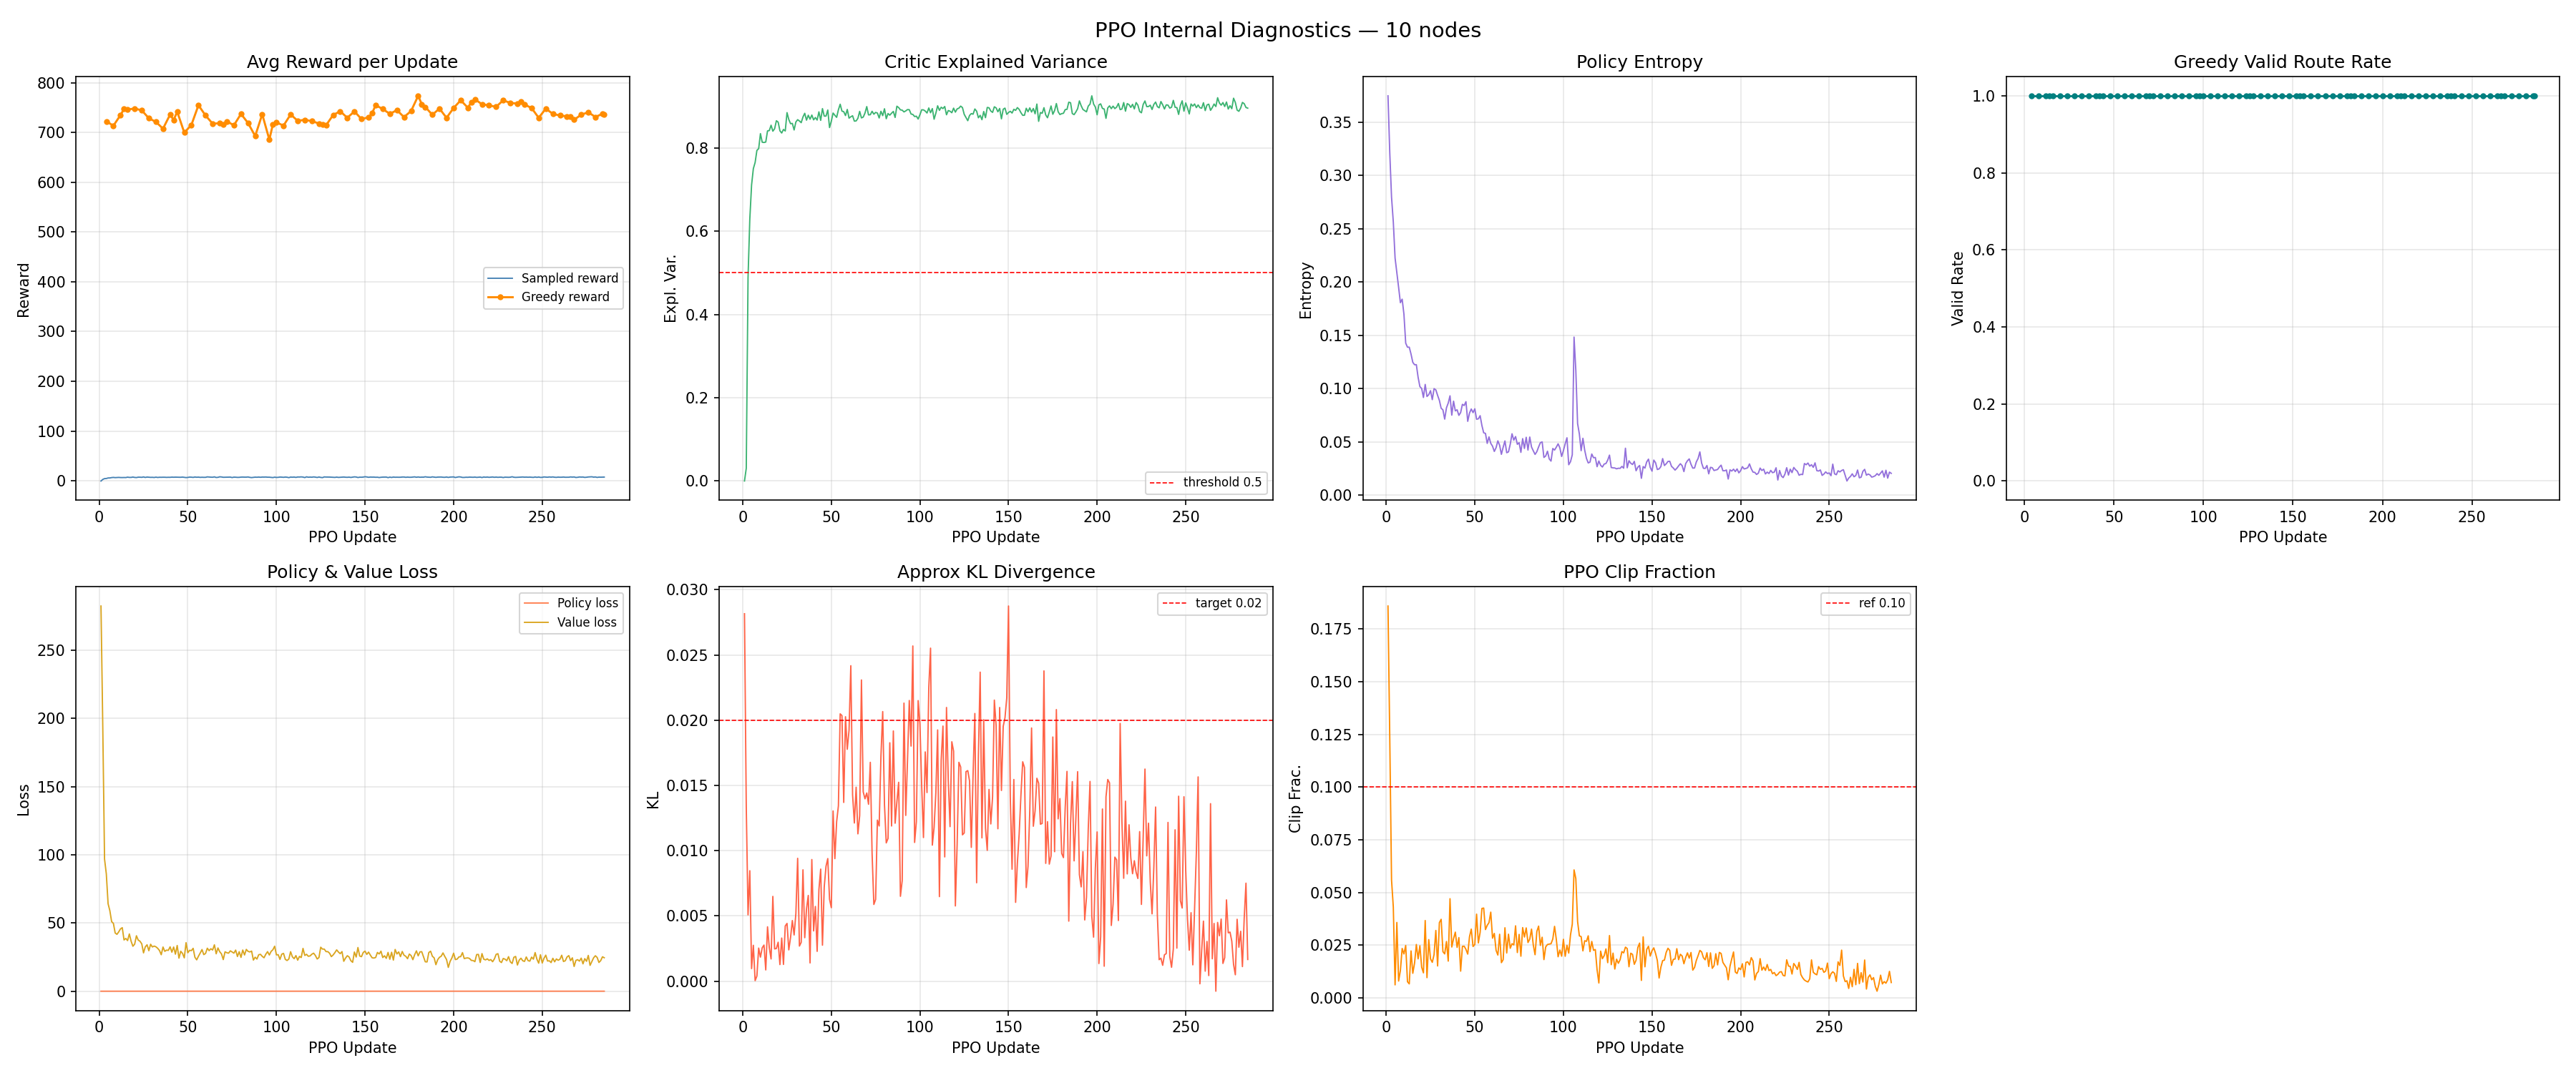 PPO Internal Diagnostics — 10 nodes
Avg Reward per Update
Reward
800
700
600
500
400
300
200
100
0
Sampled reward
Greedy reward
0 50 100 150 200 250
PPO Update
Critic Explained Variance
Expl. Var.
0.8
0.6
0.4
0.2
0.0
threshold 0.5
0 50 100 150 200 250
PPO Update
Policy Entropy
Entropy
0.35
0.30
0.25
0.20
0.15
0.10
0.05
0.00
0 50 100 150 200 250
PPO Update
Greedy Valid Route Rate
Valid Rate
1.0
0.8
0.6
0.4
0.2
0.0
0 50 100 150 200 250
PPO Update
Policy & Value Loss
Loss
250
200
150
100
50
0
Policy loss
Value loss
0 50 100 150 200 250
PPO Update
Approx KL Divergence
KL
0.030
0.025
0.020
0.015
0.010
0.005
0.000
target 0.02
0 50 100 150 200 250
PPO Update
PPO Clip Fraction
Clip Frac.
0.175
0.150
0.125
0.100
0.075
0.050
0.025
0.000
ref 0.10
0 50 100 150 200 250
PPO Update